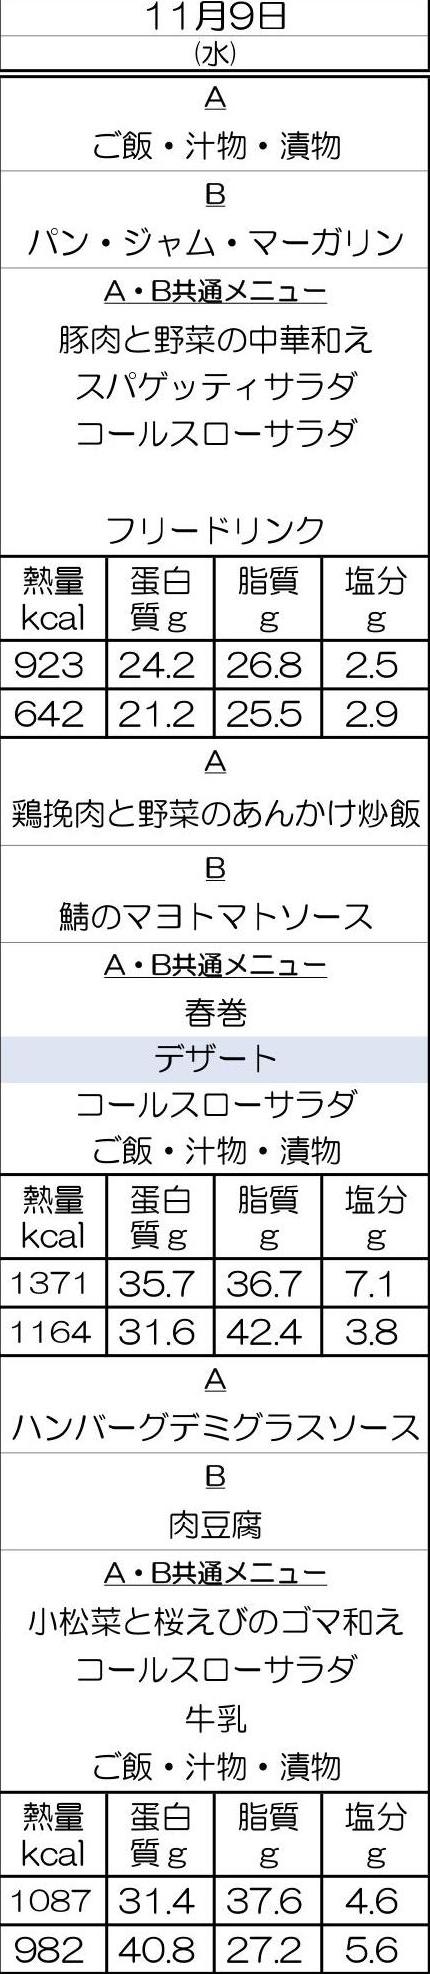 11月9日
(水)
A
ご飯・汁物・漬物
B
パン・ジャム・マーガリン
A・B共通メニュー
豚肉と野菜の中華和え
スパゲッティサラダ
コールスローサラダ
フリードリンク
熱量 蛋白 脂質 塩分
kcal 質g g g
923 24.2 26.8 2.5
642 21.2 25.5 2.9
A
鶏挽肉と野菜のあんかけ炒飯
B
鯖のマヨトマトソース
A・B共通メニュー
春巻
デザート
コールスローサラダ
ご飯・汁物・漬物
熱量 蛋白 脂質 塩分
kcal 質g g g
1371 35.7 36.7 7.1
1164 31.6 42.4 3.8
A
ハンバーグデミグラスソース
B
肉豆腐
A・B共通メニュー
小松菜と桜えびのゴマ和え
コールスローサラダ
牛乳
ご飯・汁物・漬物
熱量 蛋白 脂質 塩分
kcal 質g g g
1087 31.4 37.6 4.6
982 40.8 27.2 5.6